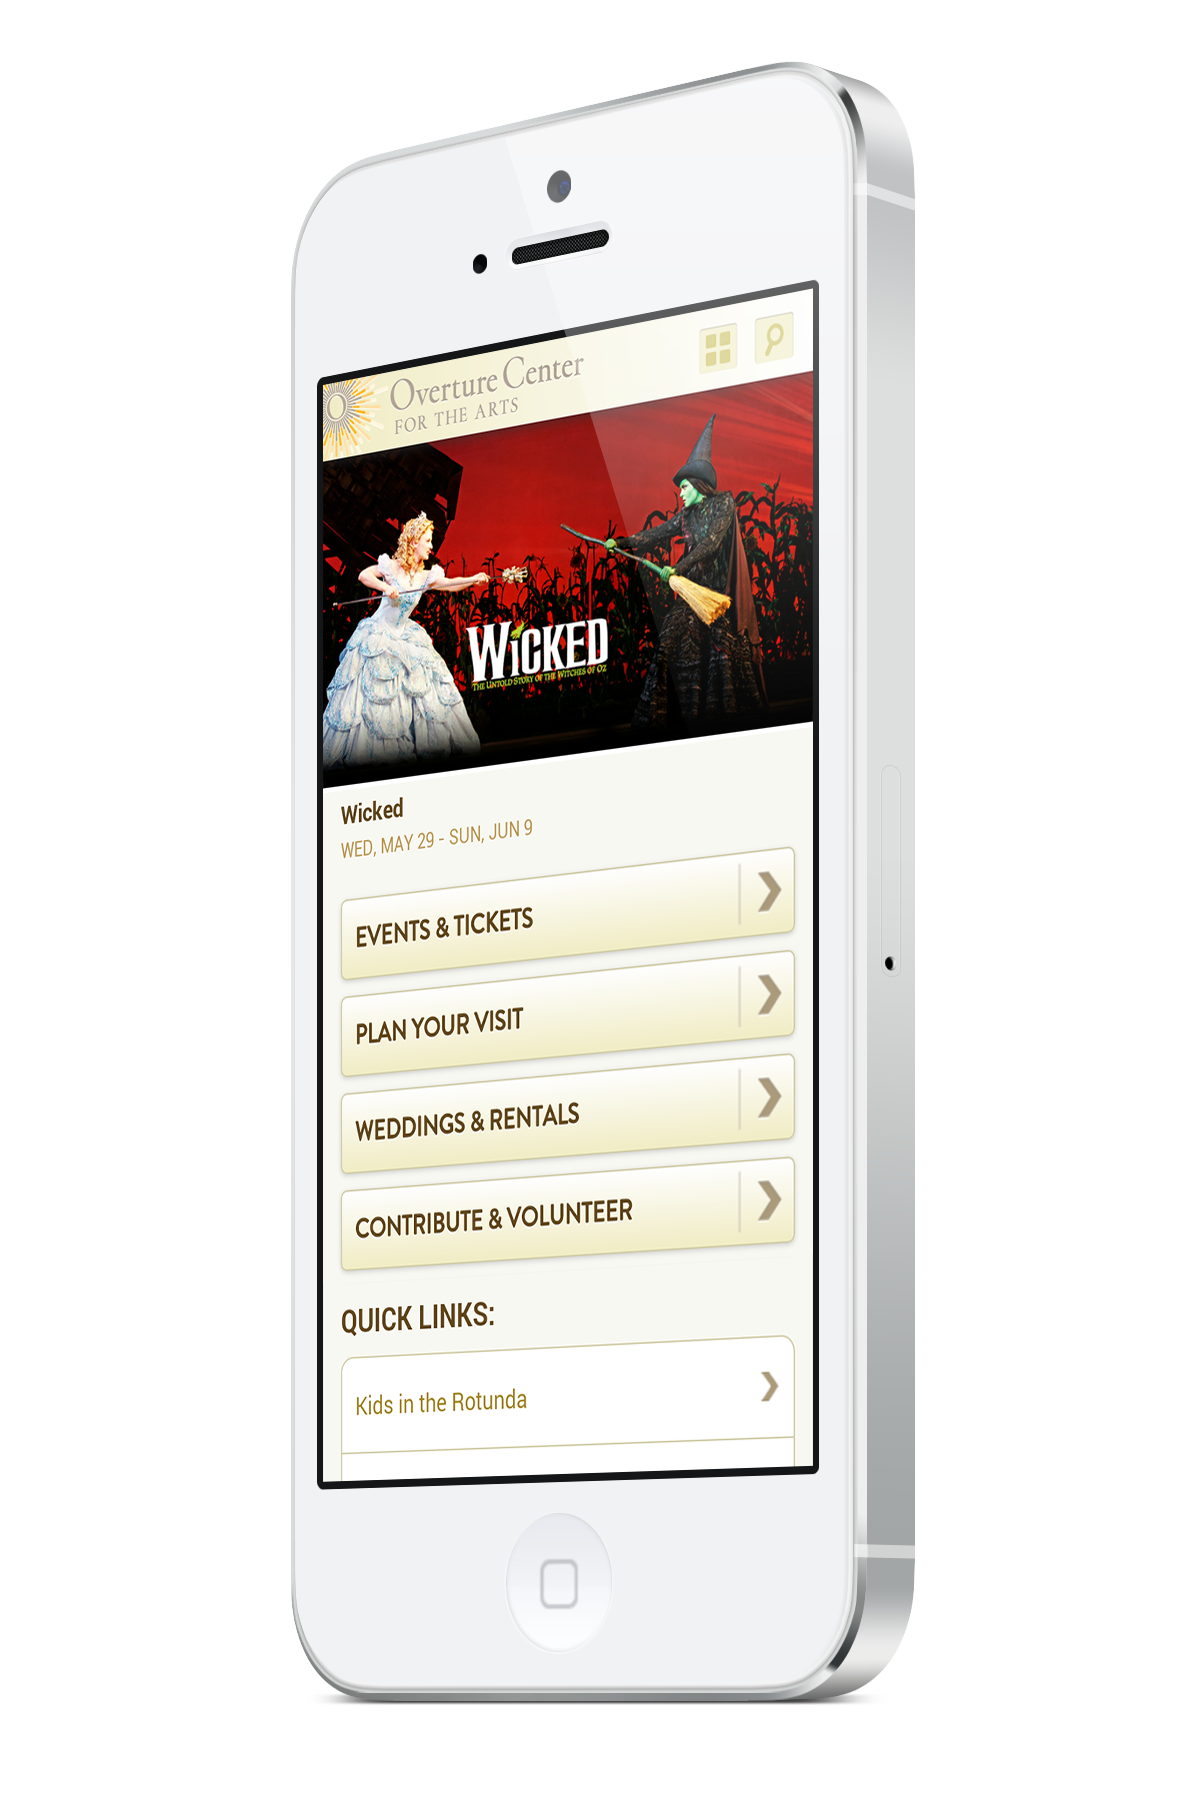 O
Overture Center
FOR THE ARTS
WICKED
THE UNTOLD STORY OF THE WITCHES OF OZ
Wicked
WED, MAY 29 - SUN, JUN 9
EVENTS & TICKETS
PLAN YOUR VISIT
WEDDINGS & RENTALS
CONTRIBUTE & VOLUNTEER
QUICK LINKS:
Kids in the Rotunda